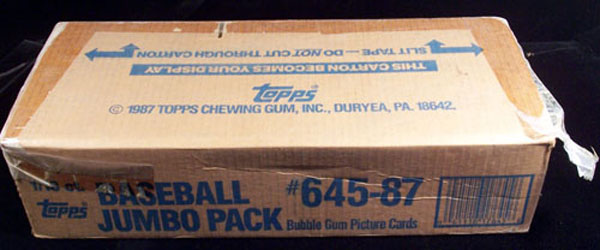 SLIT TAPE — DO NOT CUT THROUGH CARTON
THIS CARTON BECOMES YOUR DISPLAY
topps
© 1987 TOPPS CHEWING GUM, INC., DURYEA, PA. 18642.
topps
BASEBALL
JUMBO PACK
#645-87
Bubble Gum Picture Cards